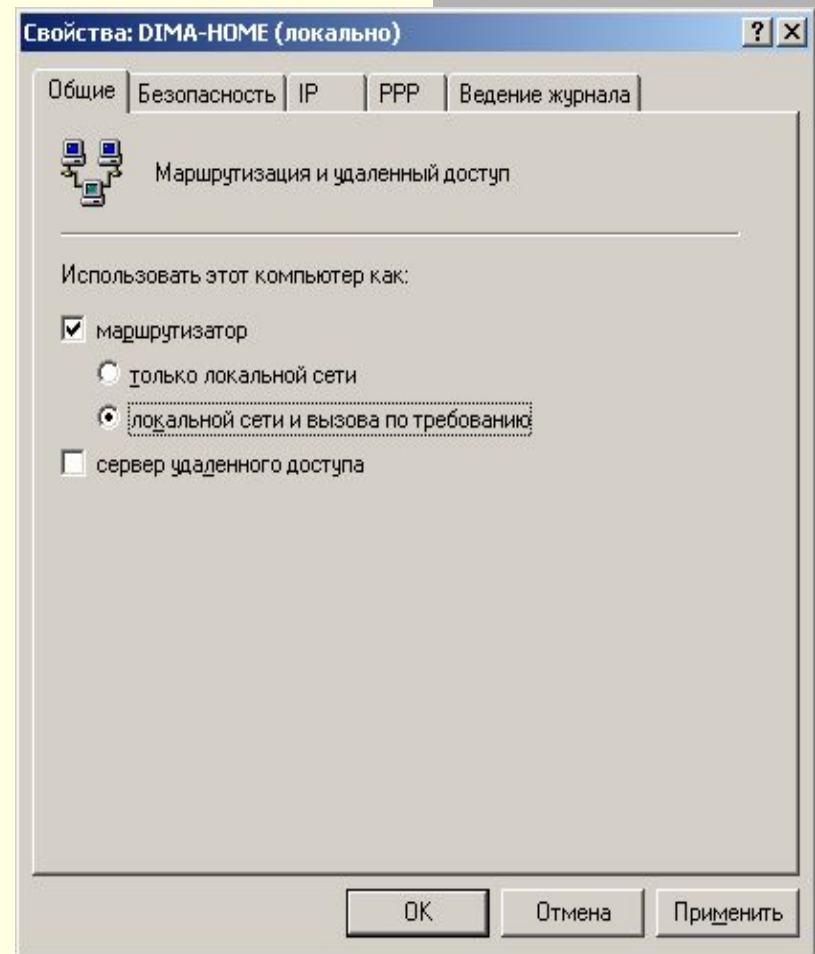 Свойства: DIMA-HOME (локально)
Общие Безопасность IP PPP Ведение журнала
Маршрутизация и удаленный доступ
Использовать этот компьютер как:
маршрутизатор
только локальной сети
локальной сети и вызова по требованию
сервер удаленного доступа
ОК Отмена Применить